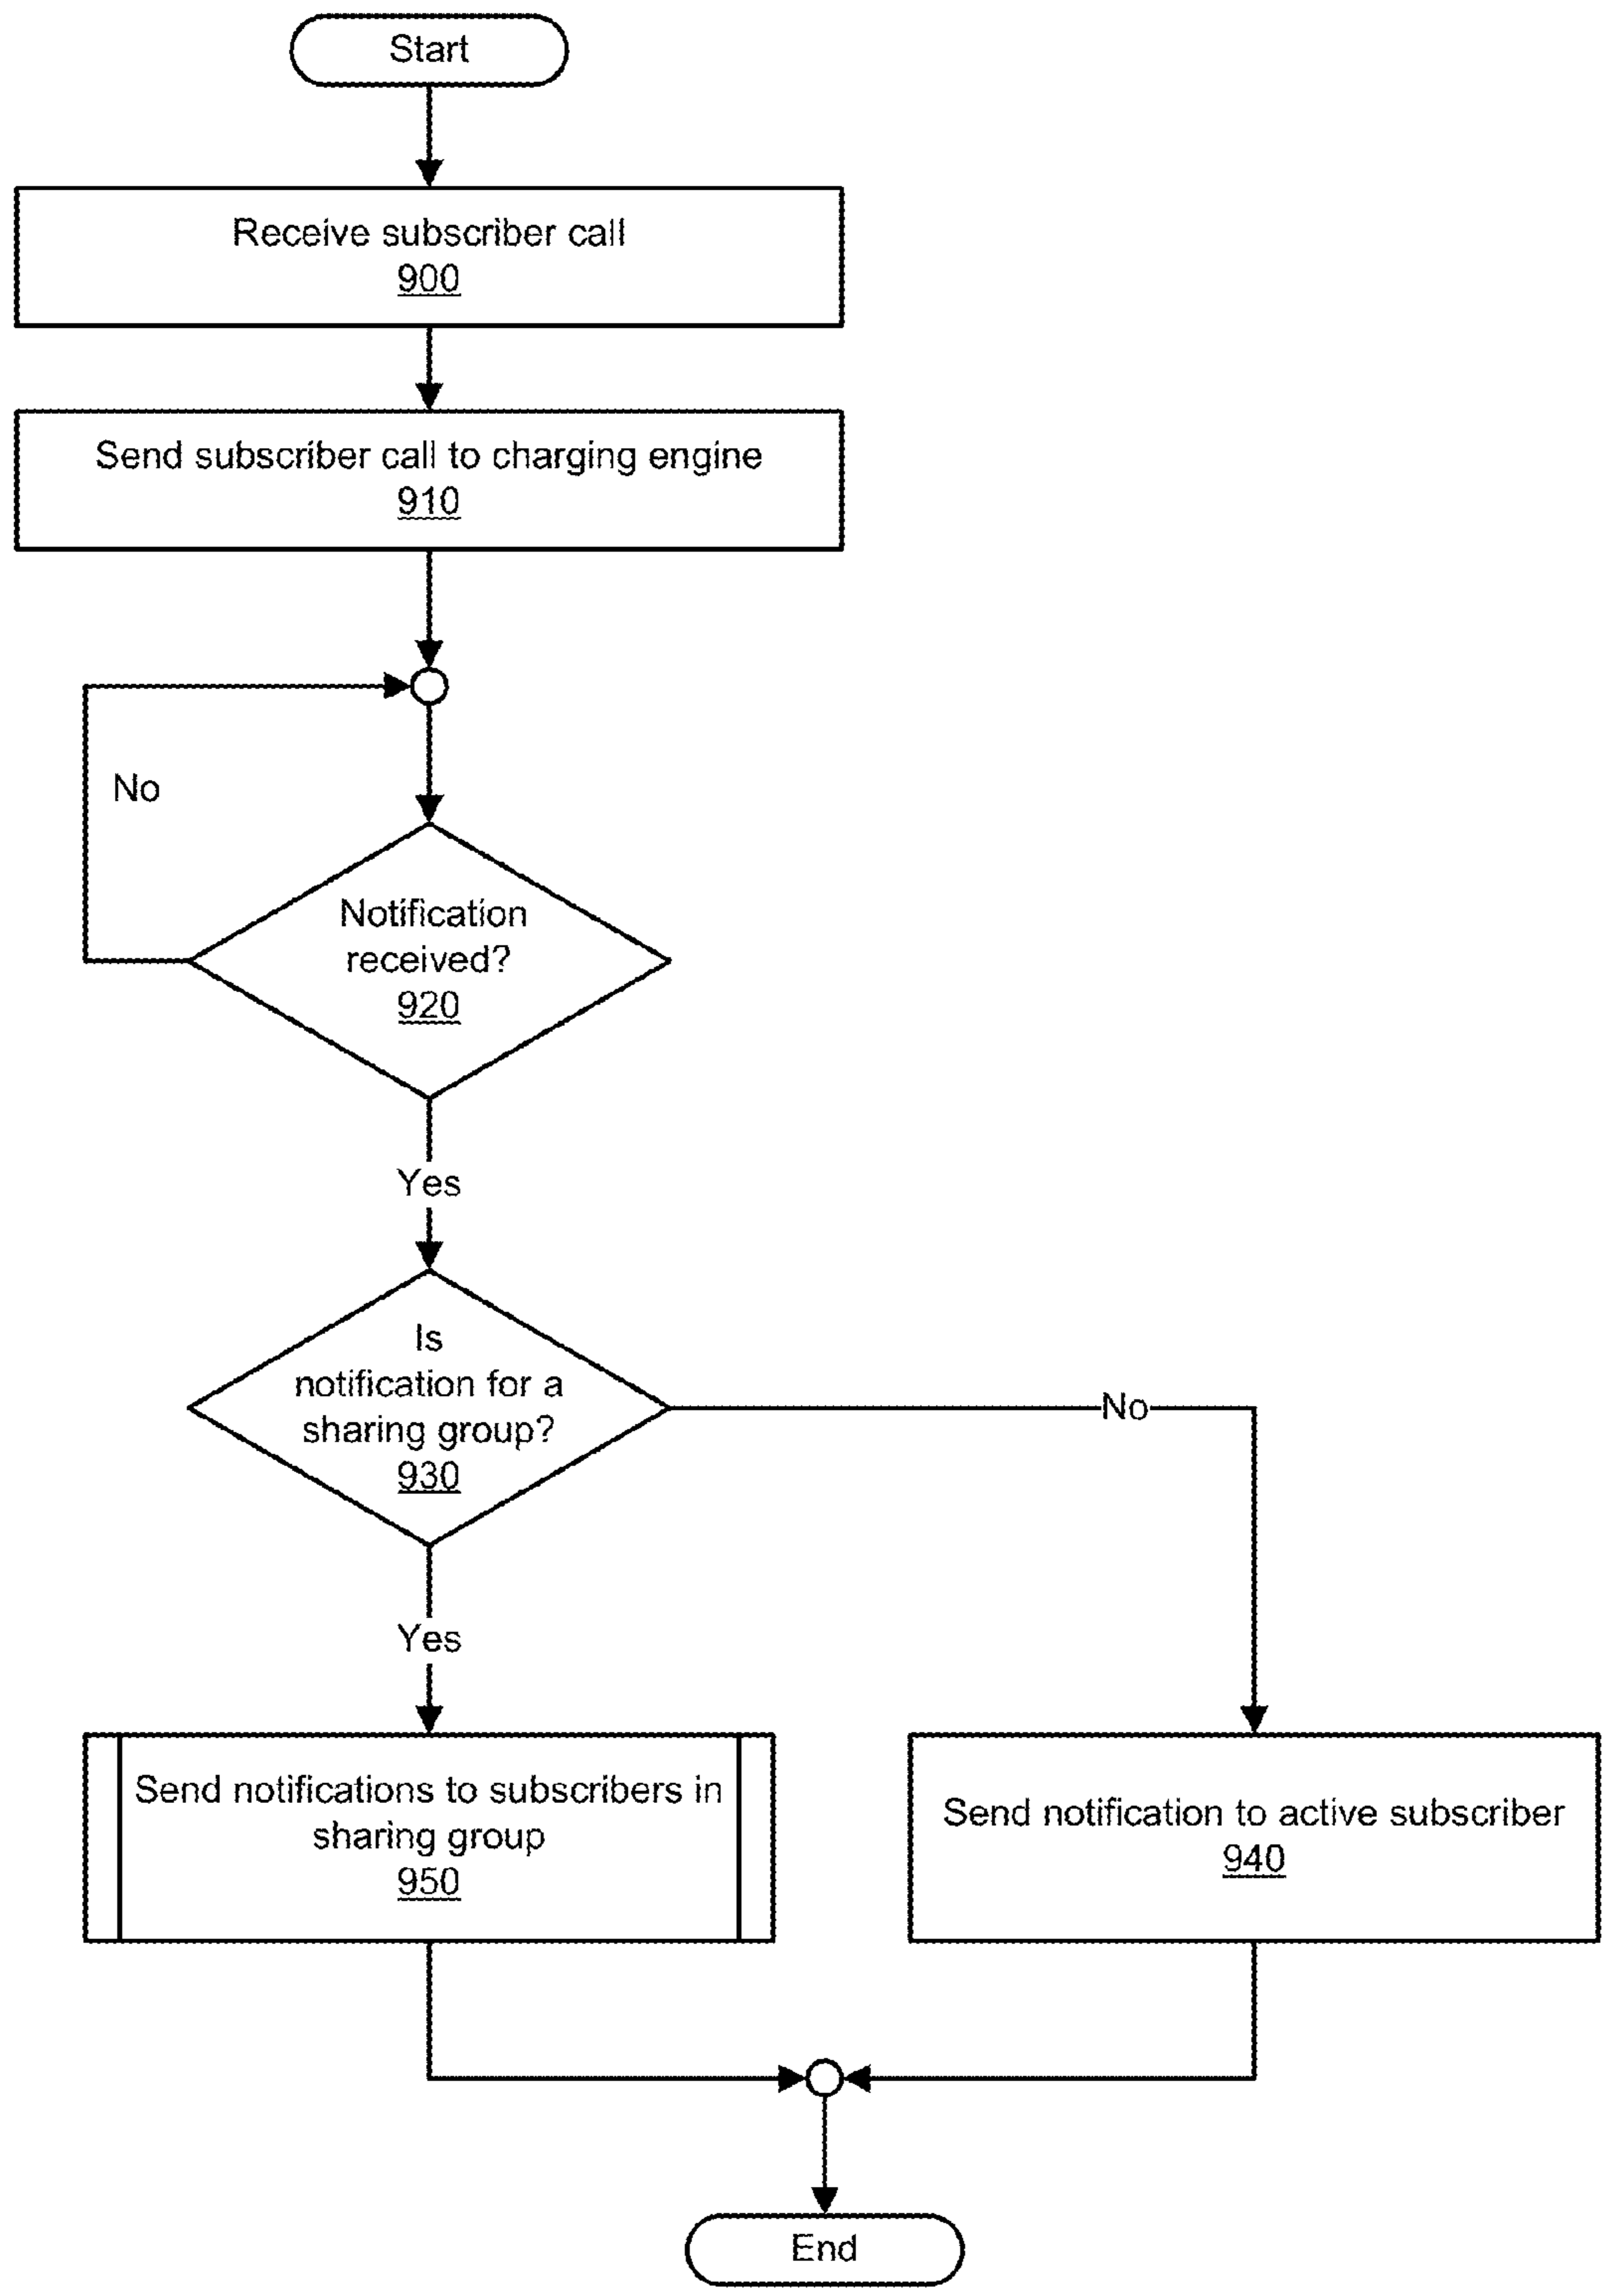 Start
Receive subscriber call
900
Send subscriber call to charging engine
910
No
Notification
received?
920
Yes
Is
notification for a
sharing group?
930
No
Yes
Send notifications to subscribers in
sharing group
950
Send notification to active subscriber
940
End